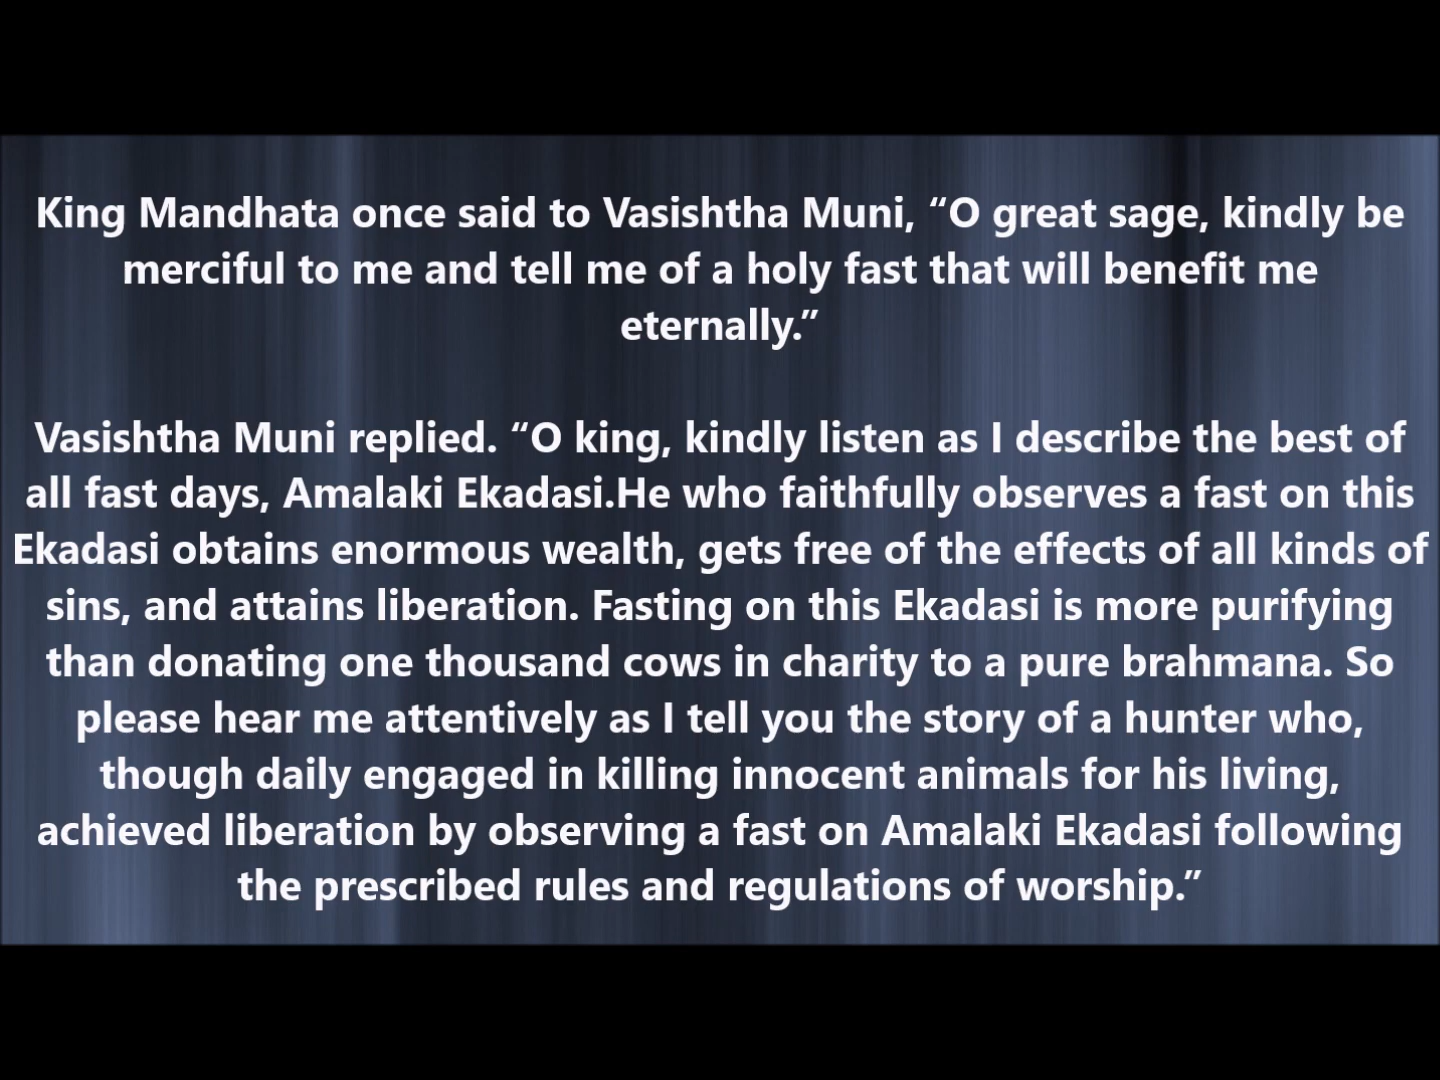 King Mandhata once said to Vasishtha Muni, “O great sage, kindly be
merciful to me and tell me of a holy fast that will benefit me
eternally.”
Vasishtha Muni replied. “O king, kindly listen as I describe the best of
all fast days, Amalaki Ekadasi.He who faithfully observes a fast on this
Ekadasi obtains enormous wealth, gets free of the effects of all kinds of
sins, and attains liberation. Fasting on this Ekadasi is more purifying
than donating one thousand cows in charity to a pure brahmana. So
please hear me attentively as I tell you the story of a hunter who,
though daily engaged in killing innocent animals for his living,
achieved liberation by observing a fast on Amalaki Ekadasi following
the prescribed rules and regulations of worship.”